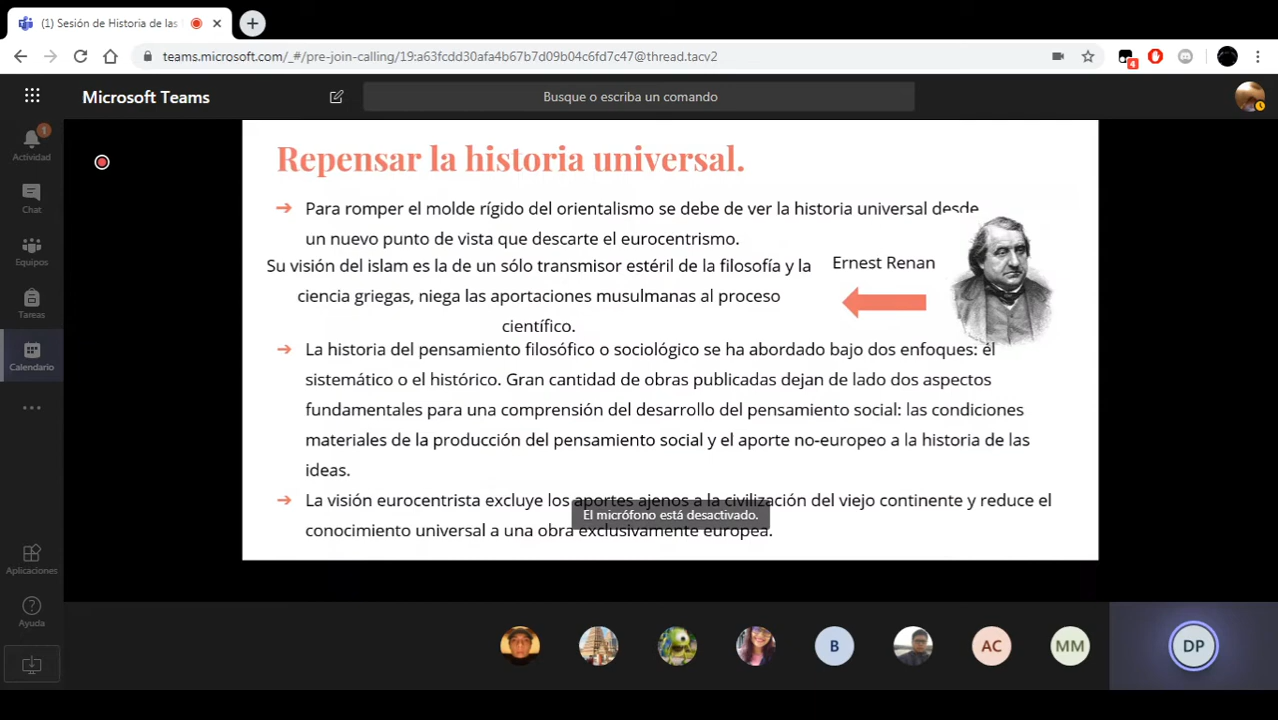 (1) Sesión de Historia de las
teams.microsoft.com/_#/pre-join-calling/19:a63fcdd30afa4b67b7d09b04c6fd7c47@thread.tacv2
4
Microsoft Teams
Busque o escriba un comando
1
Actividad
Chat
Equipos
Tareas
Calendario
Aplicaciones
Ayuda
Repensar la historia universal.
Para romper el molde rígido del orientalismo se debe de ver la historia universal desde
un nuevo punto de vista que descarte el eurocentrismo.
Su visión del islam es la de un sólo transmisor estéril de la filosofía y la
ciencia griegas, niega las aportaciones musulmanas al proceso
científico.
Ernest Renan
La historia del pensamiento filosófico o sociológico se ha abordado bajo dos enfoques: él
sistemático o el histórico. Gran cantidad de obras publicadas dejan de lado dos aspectos
fundamentales para una comprensión del desarrollo del pensamiento social: las condiciones
materiales de la producción del pensamiento social y el aporte no-europeo a la historia de las
ideas.
La visión eurocentrista excluye los aportes ajenos a la civilización del viejo continente y reduce el
conocimiento universal a una obra exclusivamente europea.
El micrófono está desactivado.
B
AC
MM
DP